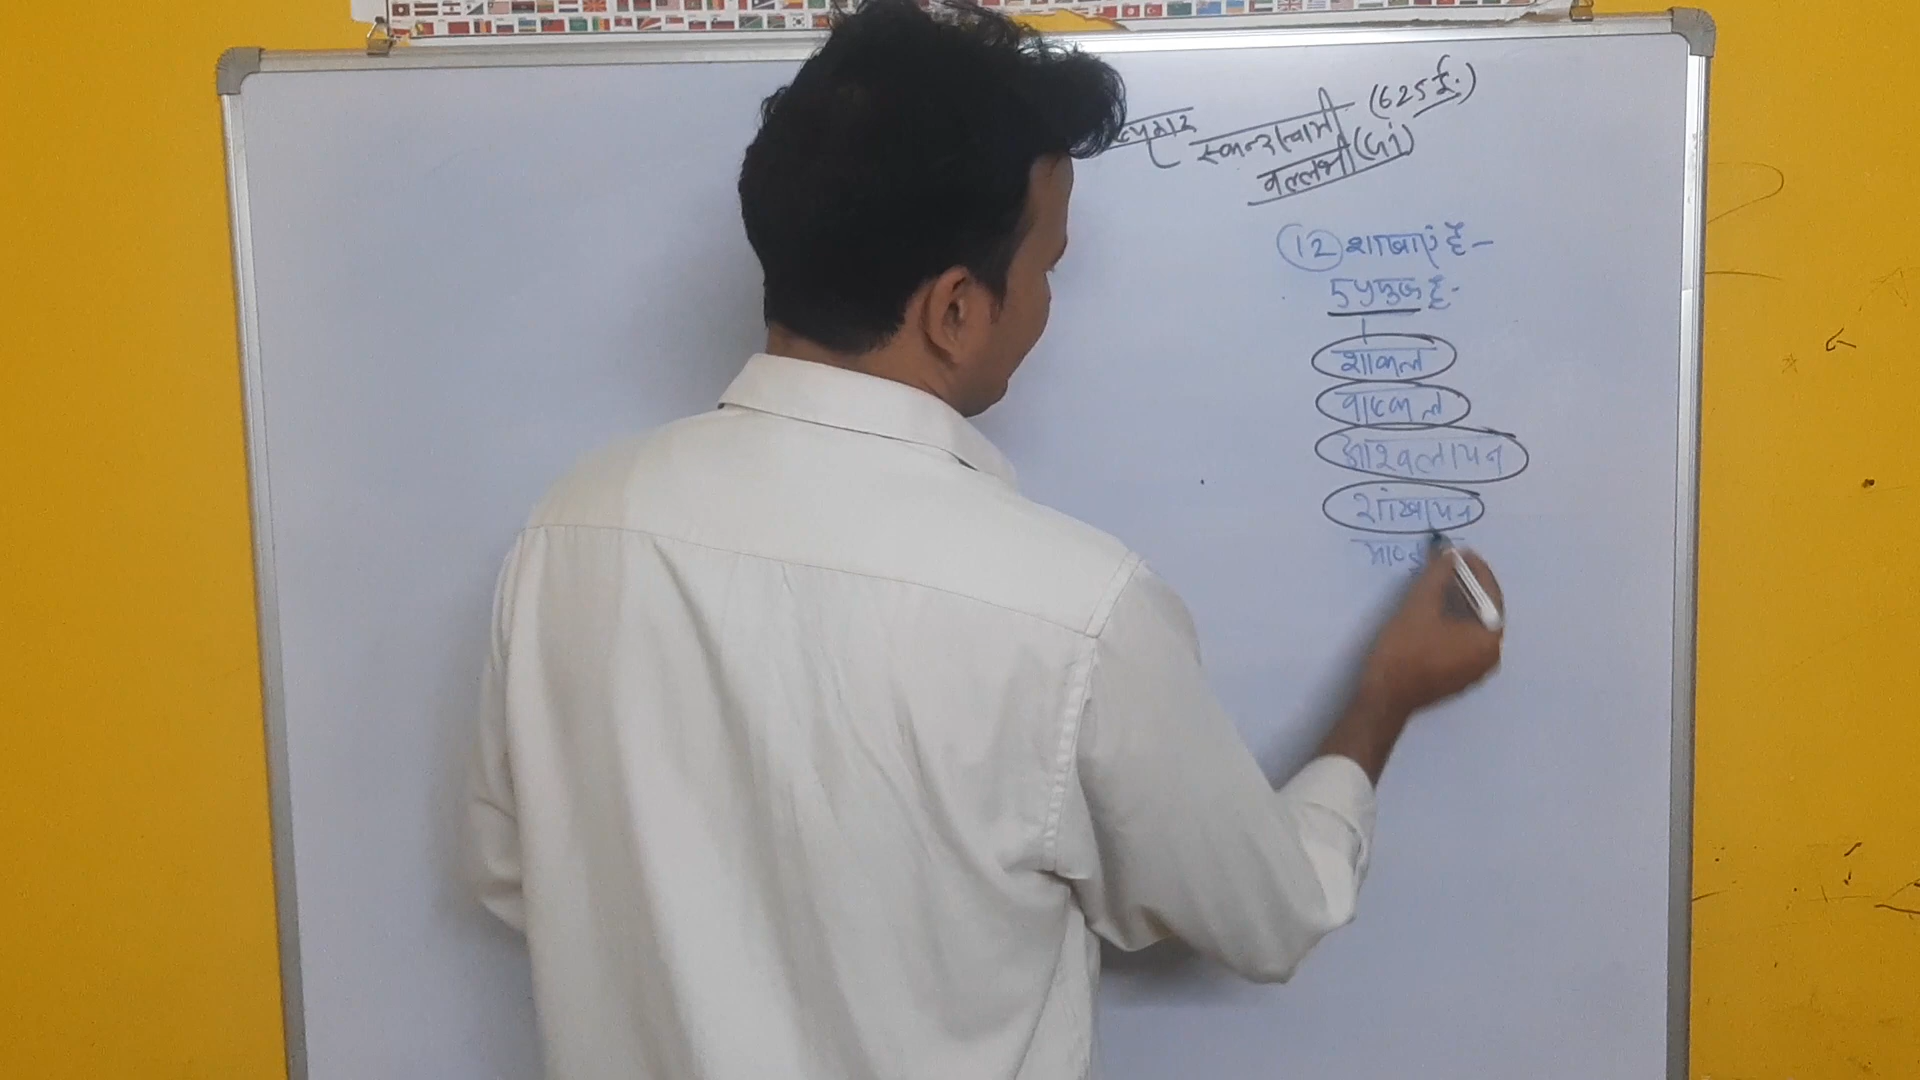 स्कन्दस्वामी (625 ई.)
वल्लभी (गु.)
12 शाखाएं है -
5 प्रमुख है -
शाकल
वाष्कल
आश्वलायन
शांखायन